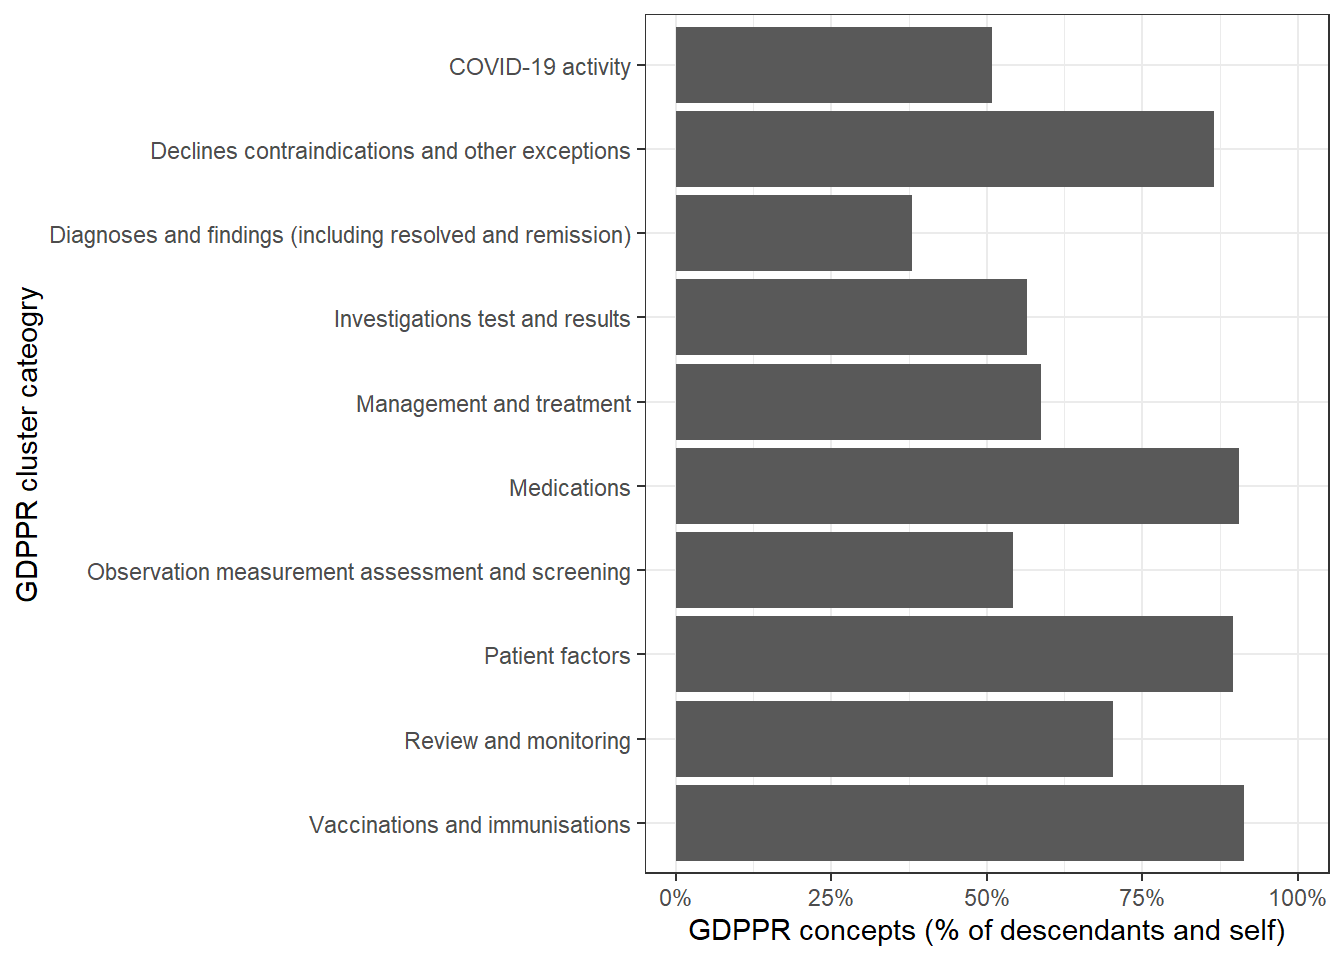 COVID-19 activity
Declines contraindications and other exceptions
Diagnoses and findings (including resolved and remission)
Investigations test and results
Management and treatment
Medications
Observation measurement assessment and screening
Patient factors
Review and monitoring
Vaccinations and immunisations
GDPPR cluster cateogry
0% 25% 50% 75% 100%
GDPPR concepts (% of descendants and self)